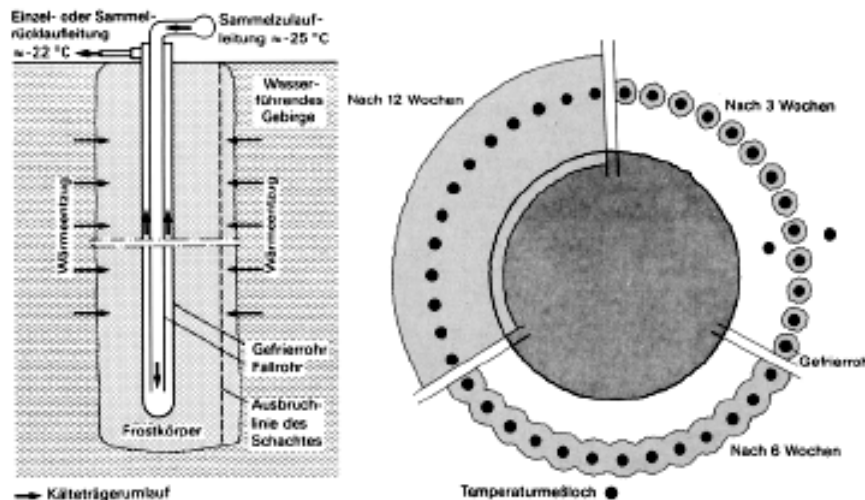 Einzel- oder Sammel-
rücklaufleitung
≈-22 °C
Sammelzulauf-
leitung ≈-25 °C
Wasser-
führendes
Gebirge
Wärmeentzug
Wärmeentzug
Gefrierrohr
Fallrohr
Ausbruch-
linie des
Schachtes
Frostkörper
Kälteträgerumlauf
Nach 12 Wochen
Nach 3 Wochen
Gefrierrohr
Nach 6 Wochen
Temperaturmeßloch